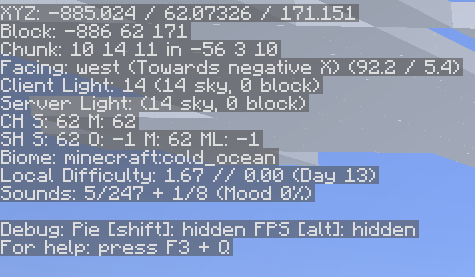 XYZ: -885.024 / 62.07326 / 171.151
Block: -886 62 171
Chunk: 10 14 11 in -56 3 10
Facing: west (Towards negative X) (92.2 / 5.4)
Client Light: 14 (14 sky, 0 block)
Server Light: (14 sky, 0 block)
CH S: 62 M: 62
SH S: 62 O: -1 M: 62 ML: -1
Biome: minecraft:cold_ocean
Local Difficulty: 1.67 // 0.00 (Day 13)
Sounds: 5/247 + 1/8 (Mood 0%)
Debug: Pie [shift]: hidden FPS [alt]: hidden
For help: press F3 + Q